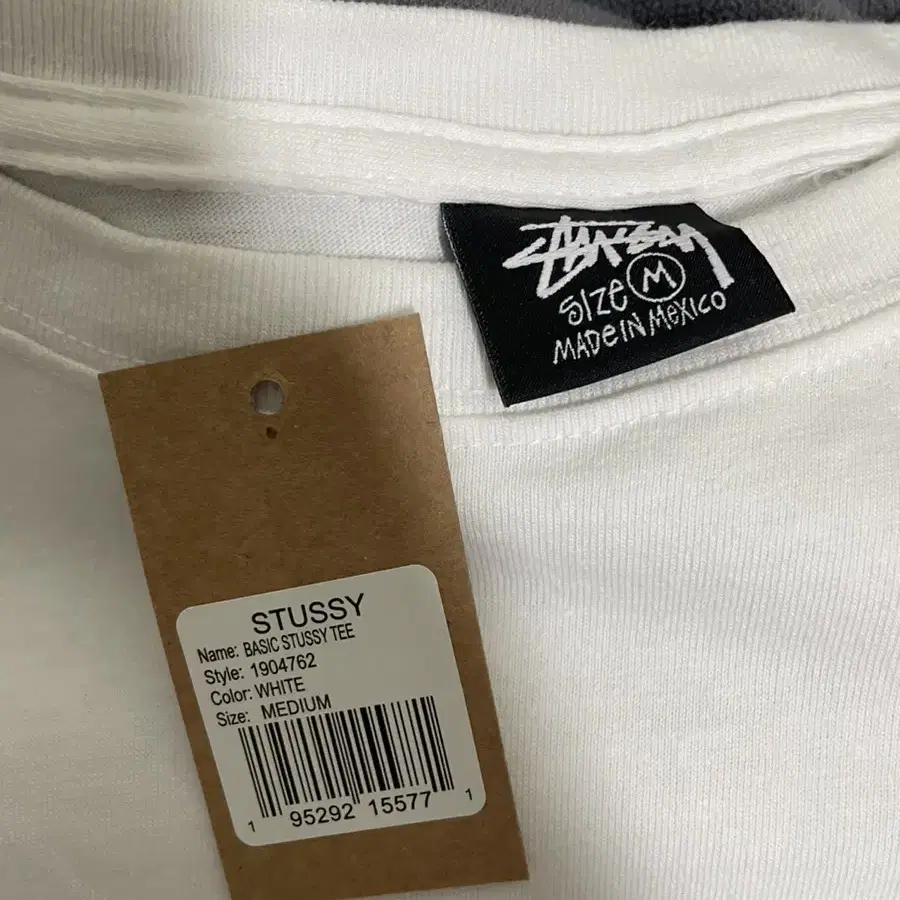 STUSSY
SIZE M
MADE IN MEXICO
STUSSY
Name: BASIC STUSSY TEE
Style: 1904762
Color: WHITE
Size: MEDIUM
1 95292 15577 1